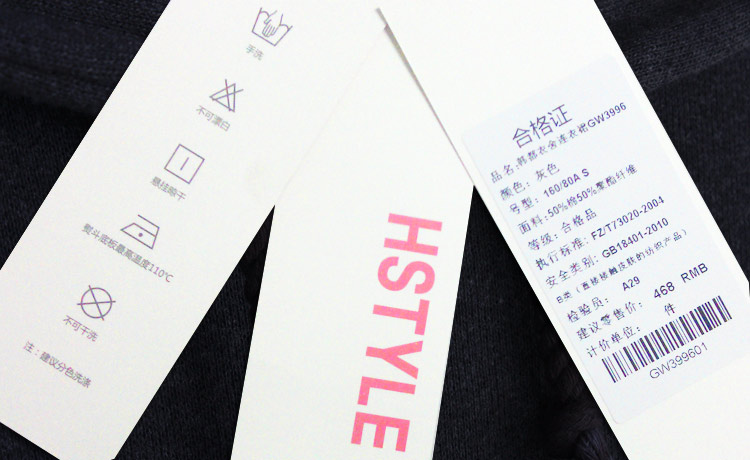 手洗
不可漂白
悬挂晾干
熨斗底板最高温度110℃
不可干洗
注：建议分色洗涤
HSTYLE
合格证
品名:韩都衣舍连衣裙GW3996
颜色：灰色
号型：160/80A S
面料:50%棉50%聚酯纤维
等级：合格品
执行标准：FZ/T73020-2004
安全类别：GB18401-2010
B类（直接接触皮肤的纺织产品）
检验员： A29
建议零售价： 468 RMB
计价单位： 件
GW399601